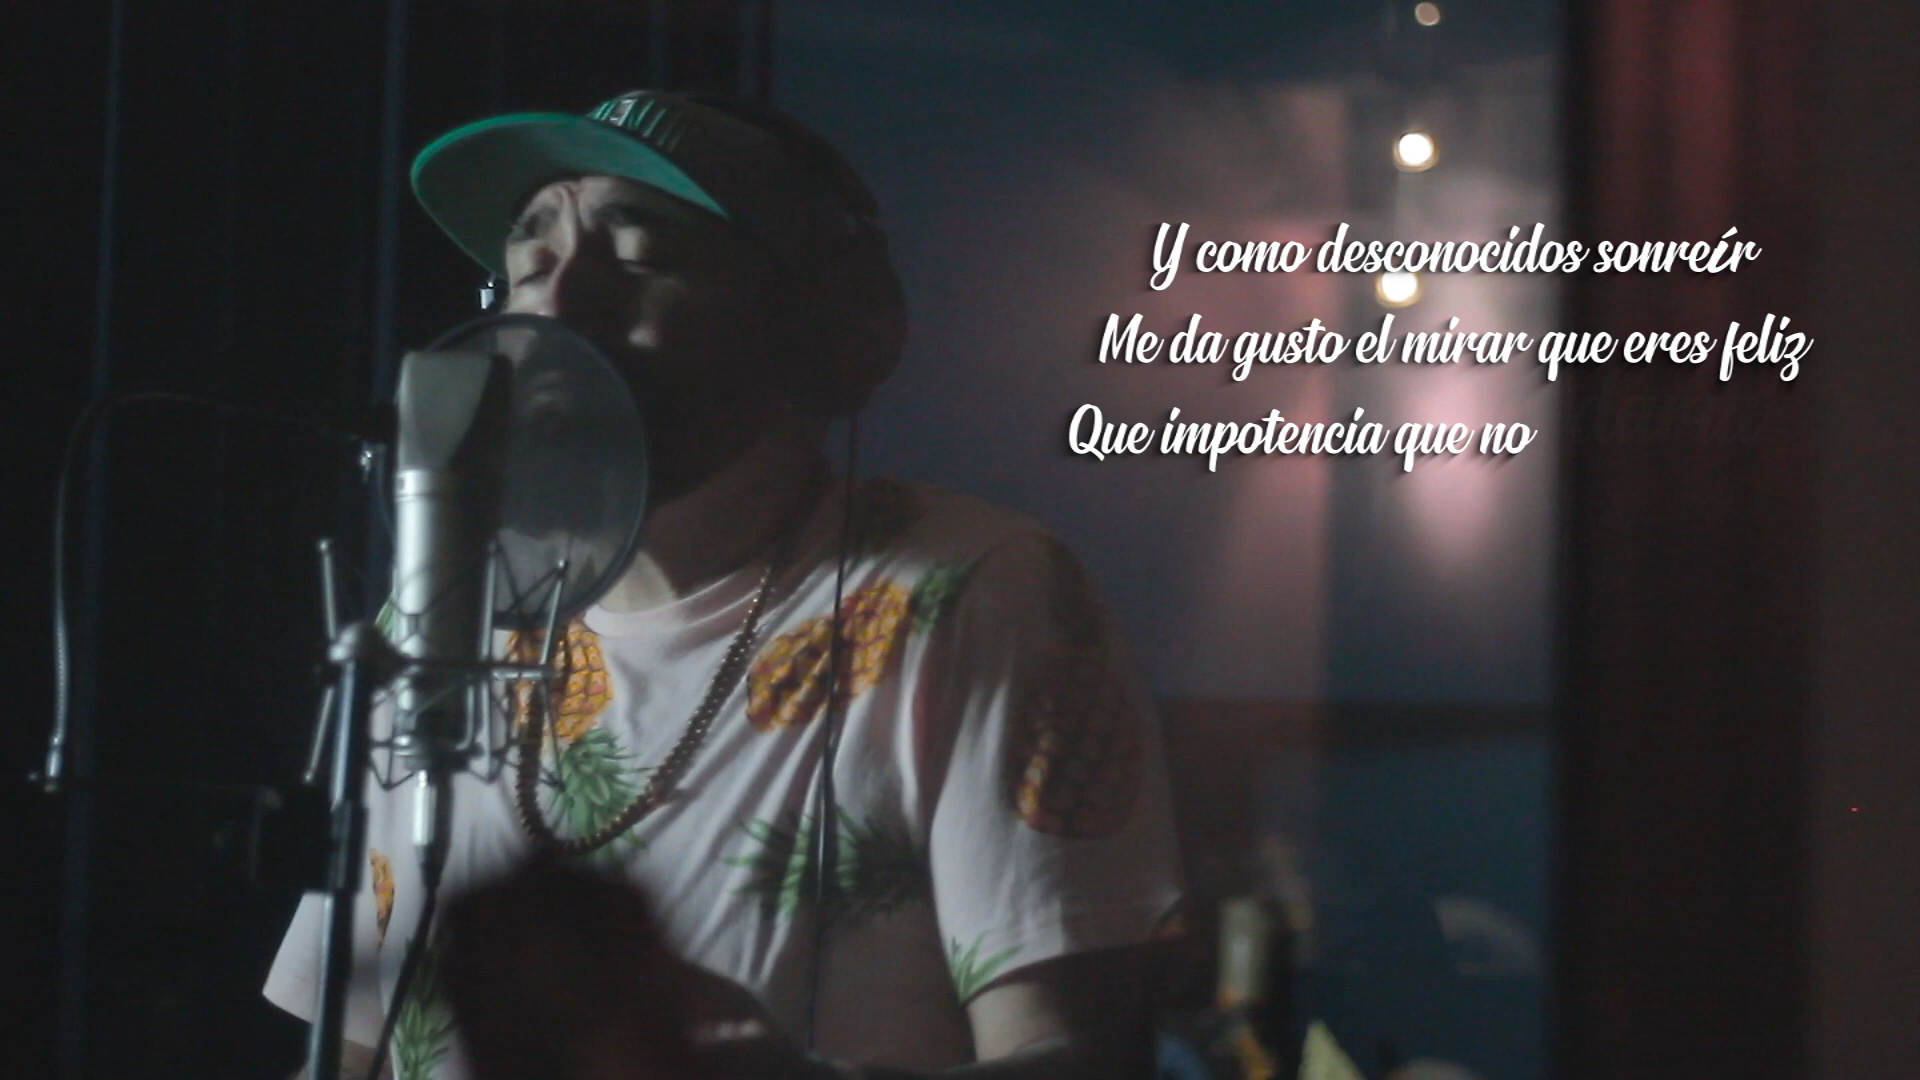 Y como desconocidos sonreír
Me da gusto el mirar que eres feliz
Que impotencia que no